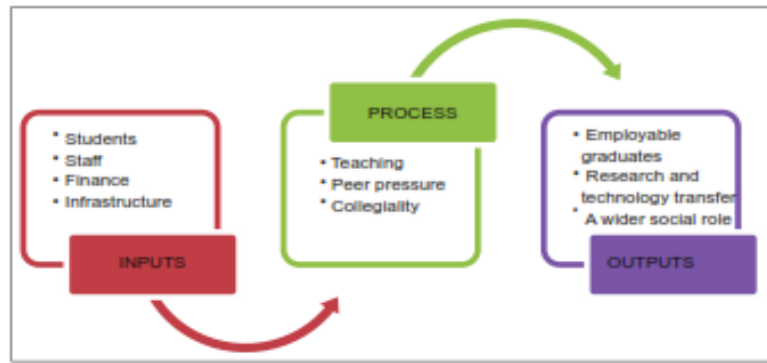 • Students
• Staff
• Finance
• Infrastructure
INPUTS
PROCESS
• Teaching
• Peer pressure
• Collegiality
• Employable
graduates
• Research and
technology transfer
• A wider social role
OUTPUTS